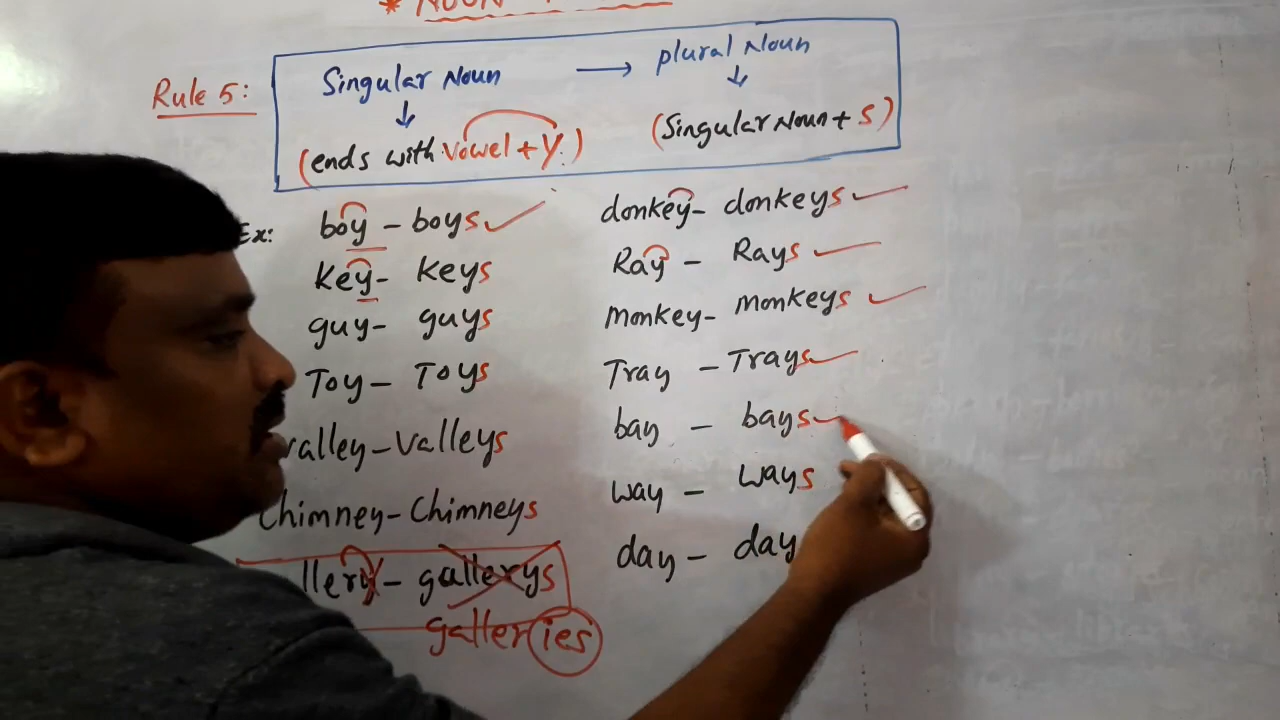 * NOUN
Rule 5:
Singular Noun → plural Noun
↓ ↓
(ends with vowel + y.) (Singular Noun + s)
Ex: boy - boys
key - keys
guy - guys
Toy - Toys
valley - valleys
Chimney - Chimneys
llery - gallerys
galleries
donkey - donkeys
Ray - Rays
monkey - monkeys
Tray - Trays
bay - bays
way - ways
day - day